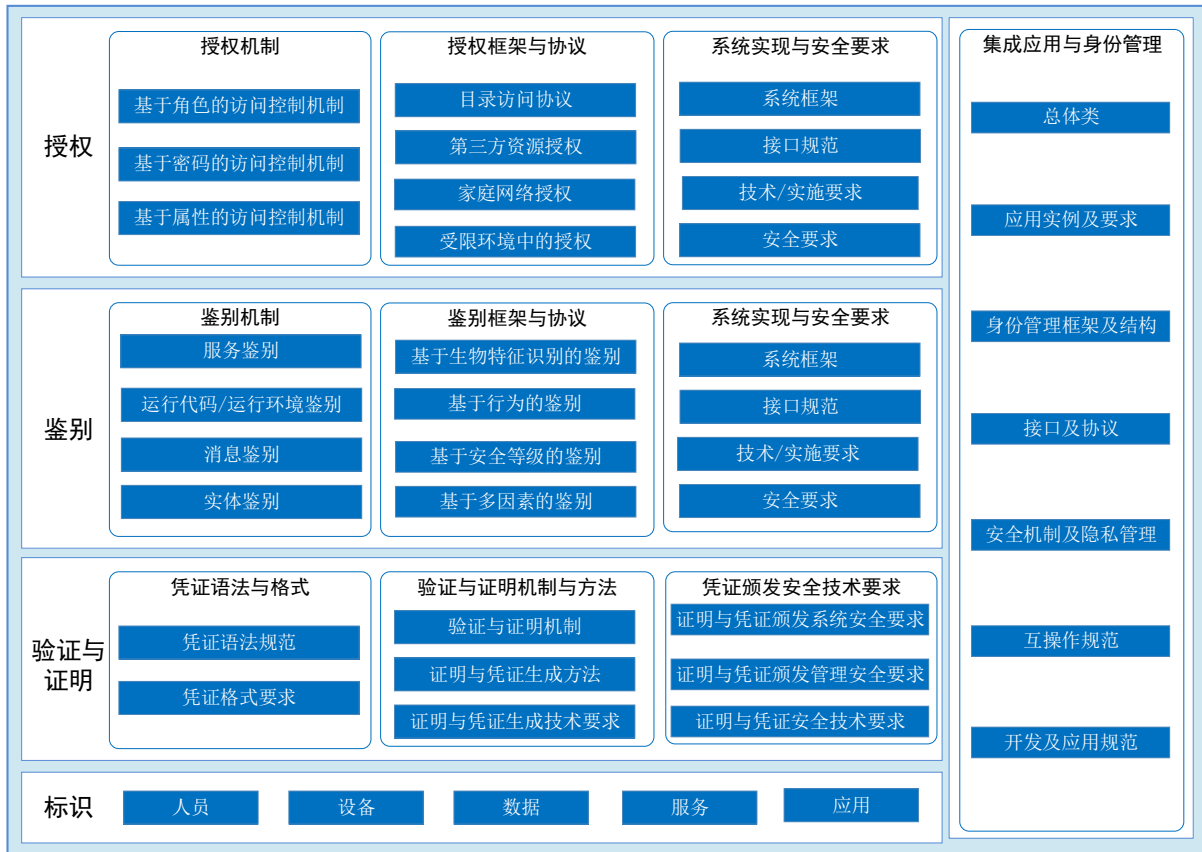 授权
授权机制
基于角色的访问控制机制
基于密码的访问控制机制
基于属性的访问控制机制
授权框架与协议
目录访问协议
第三方资源授权
家庭网络授权
受限环境中的授权
系统实现与安全要求
系统框架
接口规范
技术/实施要求
安全要求
鉴别
鉴别机制
服务鉴别
运行代码/运行环境鉴别
消息鉴别
实体鉴别
鉴别框架与协议
基于生物特征识别的鉴别
基于行为的鉴别
基于安全等级的鉴别
基于多因素的鉴别
系统实现与安全要求
系统框架
接口规范
技术/实施要求
安全要求
验证与
证明
凭证语法与格式
凭证语法规范
凭证格式要求
验证与证明机制与方法
验证与证明机制
证明与凭证生成方法
证明与凭证生成技术要求
凭证颁发安全技术要求
证明与凭证颁发系统安全要求
证明与凭证颁发管理安全要求
证明与凭证安全技术要求
标识
人员
设备
数据
服务
应用
集成应用与身份管理
总体类
应用实例及要求
身份管理框架及结构
接口及协议
安全机制及隐私管理
互操作规范
开发及应用规范